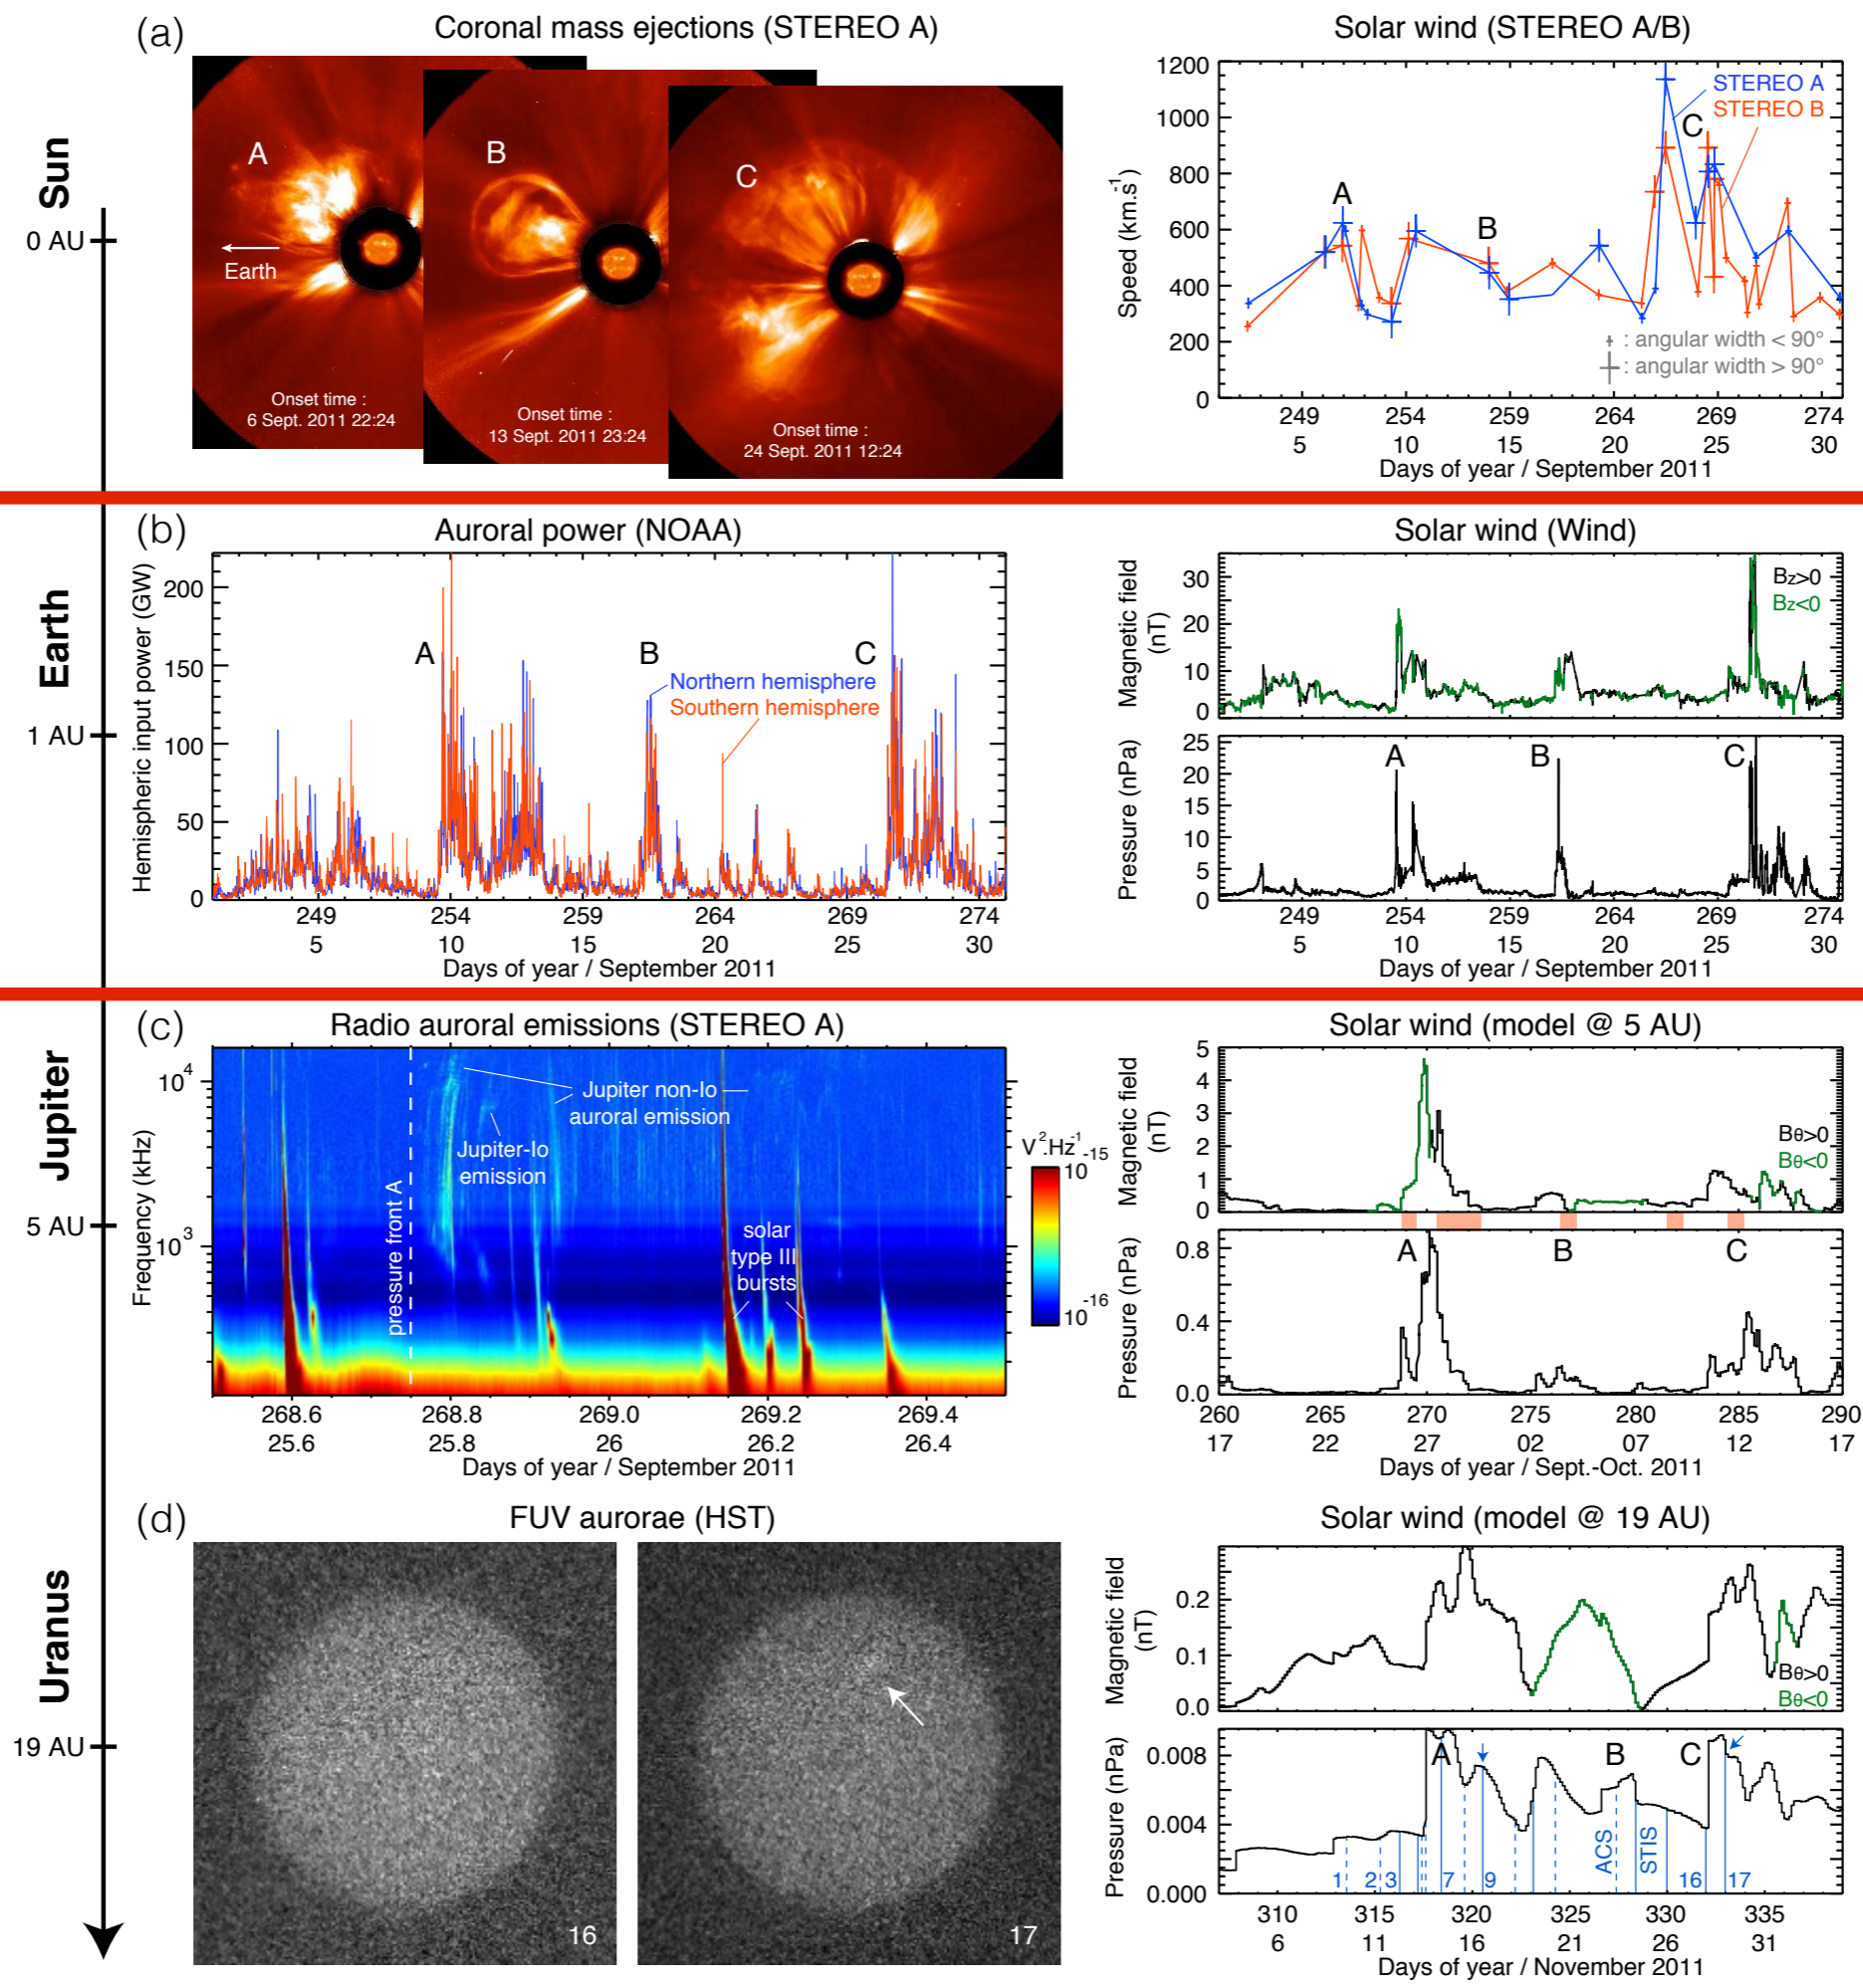 (a)
Coronal mass ejections (STEREO A)
Solar wind (STEREO A/B)
Sun
0 AU
A
Earth
Onset time :
6 Sept. 2011 22:24
B
Onset time :
13 Sept. 2011 23:24
C
Onset time :
24 Sept. 2011 12:24
Speed (km.s-1)
1200
1000
800
600
400
200
0
STEREO A
STEREO B
A
B
C
: angular width < 90°
: angular width > 90°
249 254 259 264 269 274
5 10 15 20 25 30
Days of year / September 2011
(b)
Auroral power (NOAA)
Solar wind (Wind)
Earth
1 AU
Hemispheric input power (GW)
200
150
100
50
0
A
B
C
Northern hemisphere
Southern hemisphere
249 254 259 264 269 274
5 10 15 20 25 30
Days of year / September 2011
Magnetic field
(nT)
30
20
10
0
Bz>0
Bz<0
Pressure (nPa)
25
20
15
10
5
0
A
B
C
249 254 259 264 269 274
5 10 15 20 25 30
Days of year / September 2011
(c)
Radio auroral emissions (STEREO A)
Solar wind (model @ 5 AU)
Jupiter
5 AU
Frequency (kHz)
10^4
10^3
pressure front A
Jupiter non-Io
auroral emission
Jupiter-Io
emission
solar
type III
bursts
V2.Hz-1
10-15
10-16
268.6 268.8 269.0 269.2 269.4
25.6 25.8 26 26.2 26.4
Days of year / September 2011
Magnetic field
(nT)
5
4
3
2
1
0
Bθ>0
Bθ<0
Pressure (nPa)
0.8
0.4
0.0
A
B
C
260 265 270 275 280 285 290
17 22 27 02 07 12 17
Days of year / Sept.-Oct. 2011
(d)
FUV aurorae (HST)
Solar wind (model @ 19 AU)
Uranus
19 AU
16
17
Magnetic field
(nT)
0.2
0.1
0.0
Bθ>0
Bθ<0
Pressure (nPa)
0.008
0.004
0.000
A
B
C
ACS
STIS
1 2 3 7 9 16 17
310 315 320 325 330 335
6 11 16 21 26 31
Days of year / November 2011